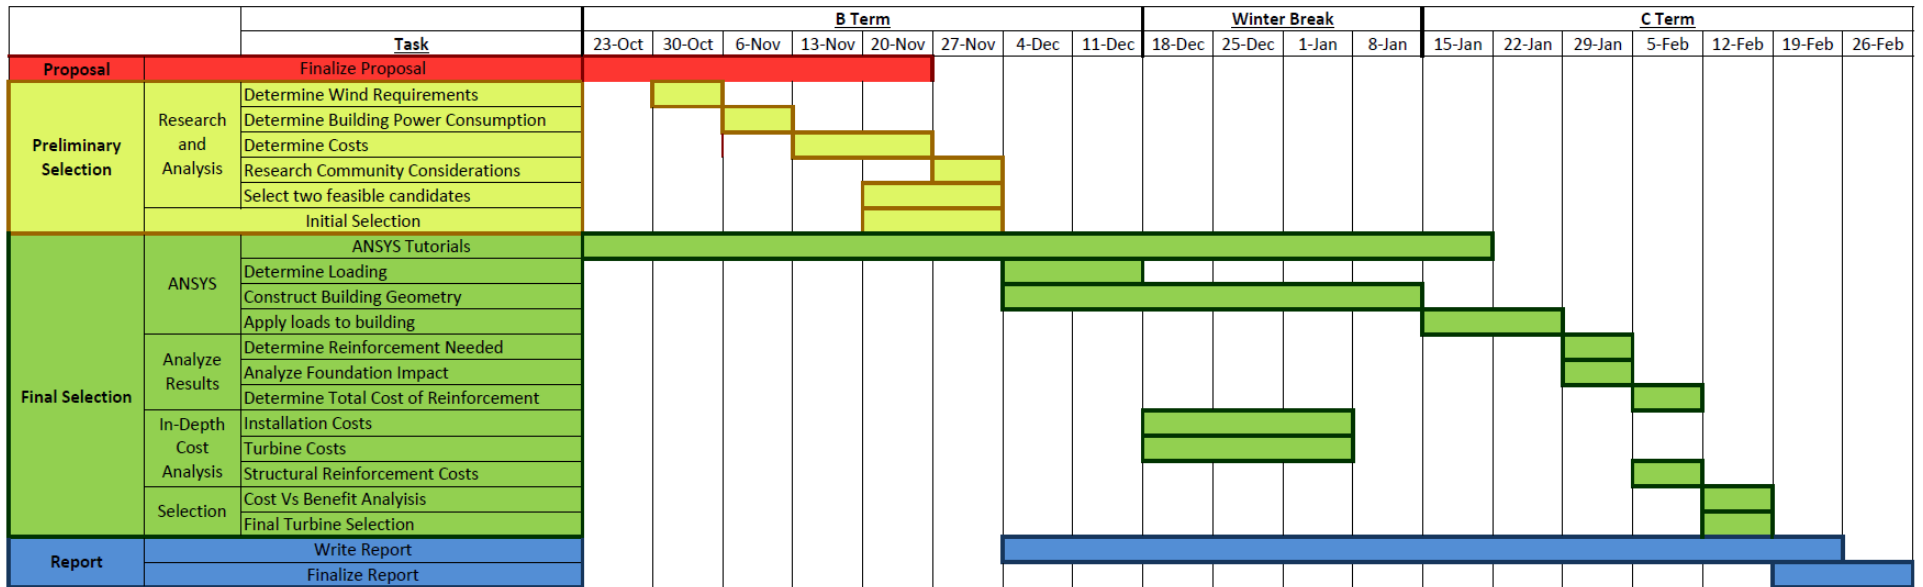 B Term Winter Break C Term
Task 23-Oct 30-Oct 6-Nov 13-Nov 20-Nov 27-Nov 4-Dec 11-Dec 18-Dec 25-Dec 1-Jan 8-Jan 15-Jan 22-Jan 29-Jan 5-Feb 12-Feb 19-Feb 26-Feb
Proposal Finalize Proposal
Preliminary
Selection
Research
and
Analysis
Determine Wind Requirements
Determine Building Power Consumption
Determine Costs
Research Community Considerations
Select two feasible candidates
Initial Selection
Final Selection
ANSYS
ANSYS Tutorials
Determine Loading
Construct Building Geometry
Apply loads to building
Analyze
Results
Determine Reinforcement Needed
Analyze Foundation Impact
Determine Total Cost of Reinforcement
In-Depth
Cost
Analysis
Installation Costs
Turbine Costs
Structural Reinforcement Costs
Selection
Cost Vs Benefit Analyisis
Final Turbine Selection
Report
Write Report
Finalize Report